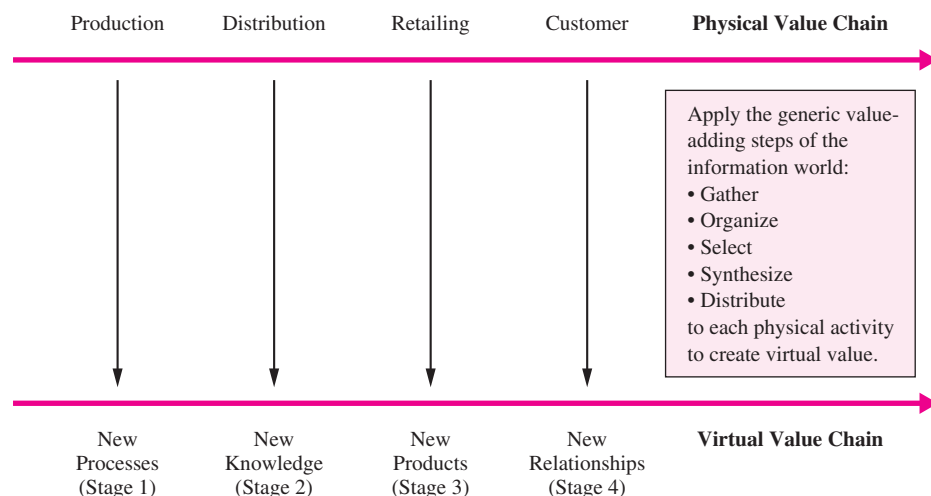 Production Distribution Retailing Customer Physical Value Chain
Apply the generic value-
adding steps of the
information world:
• Gather
• Organize
• Select
• Synthesize
• Distribute
to each physical activity
to create virtual value.
New Processes (Stage 1)
New Knowledge (Stage 2)
New Products (Stage 3)
New Relationships (Stage 4)
Virtual Value Chain